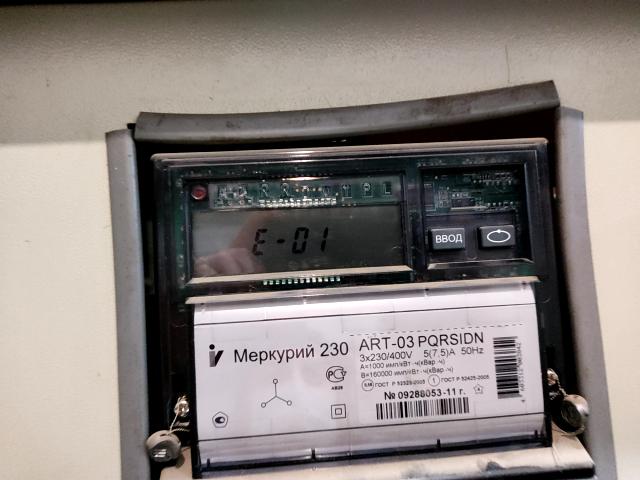 E-01
ВВОД
Меркурий 230
ART-03 PQRSIDN
3x230/400V 5(7,5)A 50Hz
A=1000 имп/кВт·ч(кВар·ч)
B=160000 имп/кВт·ч(кВар·ч)
ГОСТ Р 52323-2005
ГОСТ Р 52425-2005
№ 09288053-11 г.